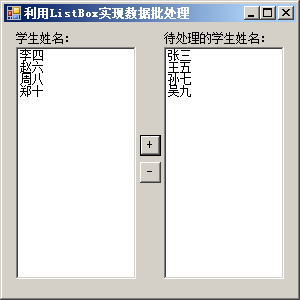 利用ListBox实现数据批处理
学生姓名：
待处理的学生姓名：
李四
赵六
周八
郑十
张三
王五
孙七
吴九
+
-